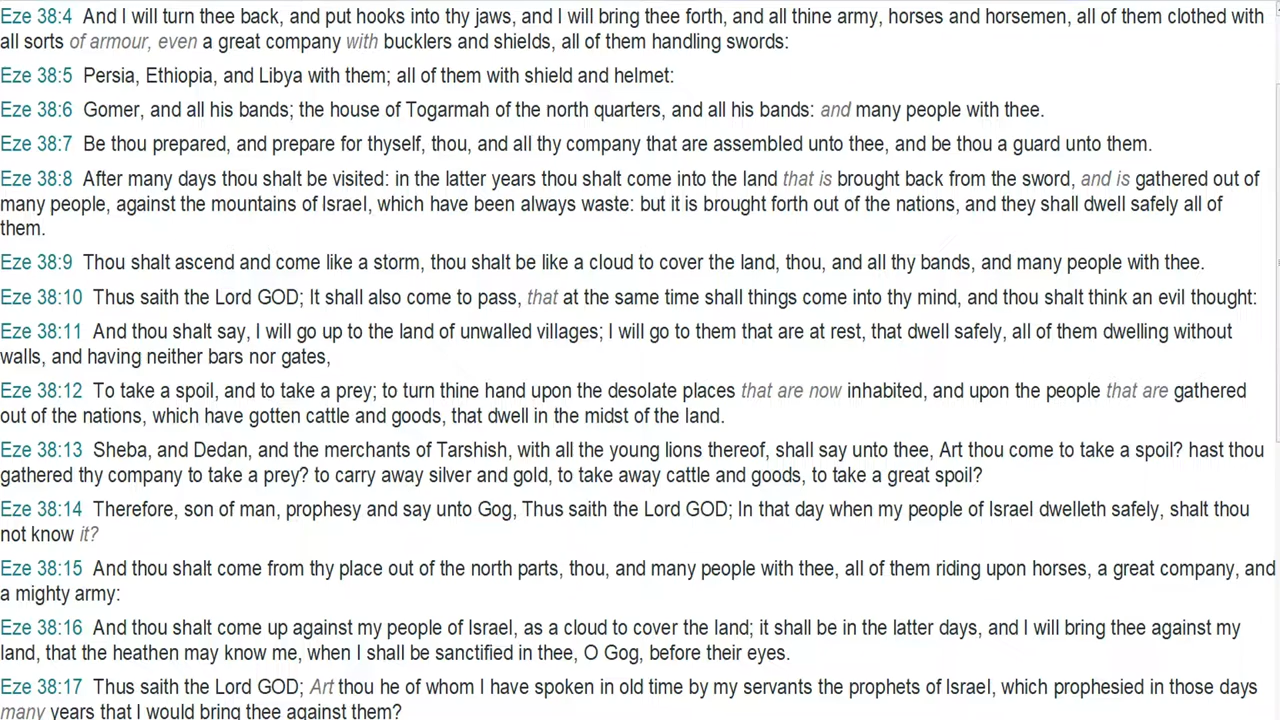 Eze 38:4 And I will turn thee back, and put hooks into thy jaws, and I will bring thee forth, and all thine army, horses and horsemen, all of them clothed with
all sorts of armour, even a great company with bucklers and shields, all of them handling swords:
Eze 38:5 Persia, Ethiopia, and Libya with them; all of them with shield and helmet:
Eze 38:6 Gomer, and all his bands; the house of Togarmah of the north quarters, and all his bands: and many people with thee.
Eze 38:7 Be thou prepared, and prepare for thyself, thou, and all thy company that are assembled unto thee, and be thou a guard unto them.
Eze 38:8 After many days thou shalt be visited: in the latter years thou shalt come into the land that is brought back from the sword, and is gathered out of
many people, against the mountains of Israel, which have been always waste: but it is brought forth out of the nations, and they shall dwell safely all of
them.
Eze 38:9 Thou shalt ascend and come like a storm, thou shalt be like a cloud to cover the land, thou, and all thy bands, and many people with thee.
Eze 38:10 Thus saith the Lord GOD; It shall also come to pass, that at the same time shall things come into thy mind, and thou shalt think an evil thought:
Eze 38:11 And thou shalt say, I will go up to the land of unwalled villages; I will go to them that are at rest, that dwell safely, all of them dwelling without
walls, and having neither bars nor gates,
Eze 38:12 To take a spoil, and to take a prey; to turn thine hand upon the desolate places that are now inhabited, and upon the people that are gathered
out of the nations, which have gotten cattle and goods, that dwell in the midst of the land.
Eze 38:13 Sheba, and Dedan, and the merchants of Tarshish, with all the young lions thereof, shall say unto thee, Art thou come to take a spoil? hast thou
gathered thy company to take a prey? to carry away silver and gold, to take away cattle and goods, to take a great spoil?
Eze 38:14 Therefore, son of man, prophesy and say unto Gog, Thus saith the Lord GOD; In that day when my people of Israel dwelleth safely, shalt thou
not know it?
Eze 38:15 And thou shalt come from thy place out of the north parts, thou, and many people with thee, all of them riding upon horses, a great company, and
a mighty army:
Eze 38:16 And thou shalt come up against my people of Israel, as a cloud to cover the land; it shall be in the latter days, and I will bring thee against my
land, that the heathen may know me, when I shall be sanctified in thee, O Gog, before their eyes.
Eze 38:17 Thus saith the Lord GOD; Art thou he of whom I have spoken in old time by my servants the prophets of Israel, which prophesied in those days
many years that I would bring thee against them?